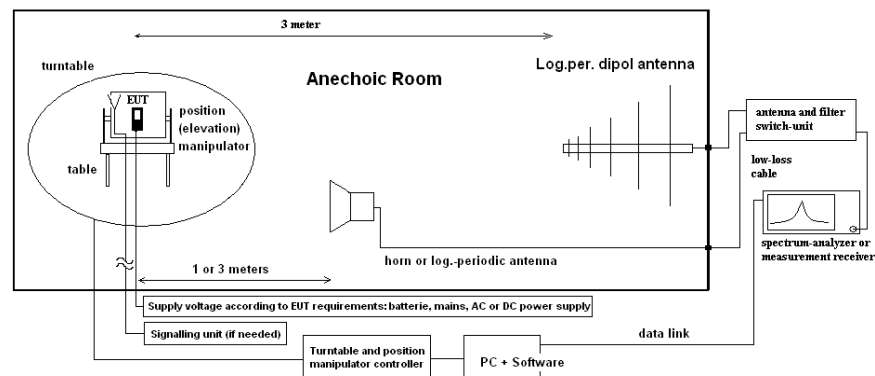 3 meter
turntable
Anechoic Room
Log.per. dipol antenna
EUT
position
(elevation)
manipulator
table
antenna and filter
switch-unit
low-loss
cable
spectrum-analyzer or
measurement receiver
horn or log.-periodic antenna
1 or 3 meters
Supply voltage according to EUT requirements: batterie, mains, AC or DC power supply
Signalling unit (if needed)
data link
Turntable and position
manipulator controller
PC + Software